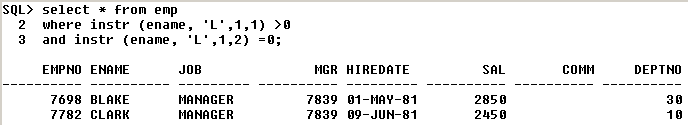 SQL> select * from emp
2 where instr (ename, 'L',1,1) >0
3 and instr (ename, 'L',1,2) =0;
EMPNO ENAME JOB MGR HIREDATE SAL COMM DEPTNO
---------- ---------- --------- ---------- --------- ---------- ---------- ----------
7698 BLAKE MANAGER 7839 01-MAY-81 2850 30
7782 CLARK MANAGER 7839 09-JUN-81 2450 10